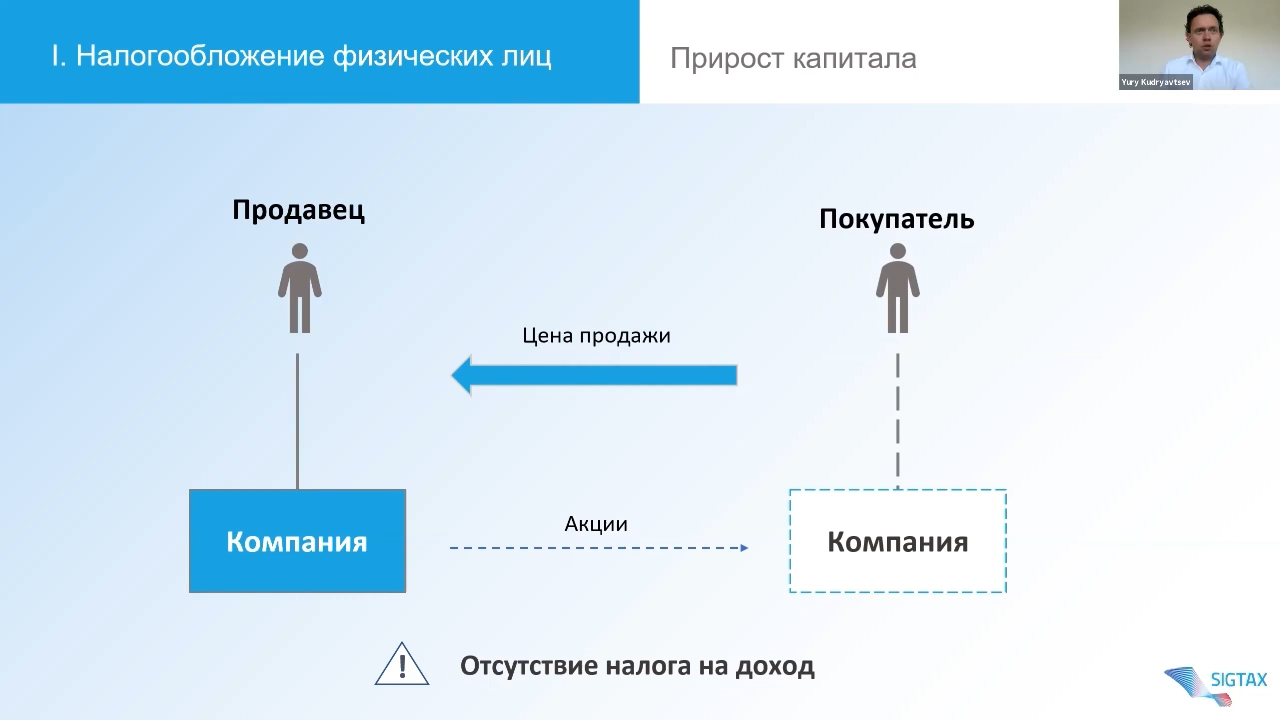 I. Налогообложение физических лиц
Прирост капитала
Yury Kudryavtsev
Продавец
Покупатель
Цена продажи
Компания
Акции
Компания
!
Отсутствие налога на доход
SIGTAX